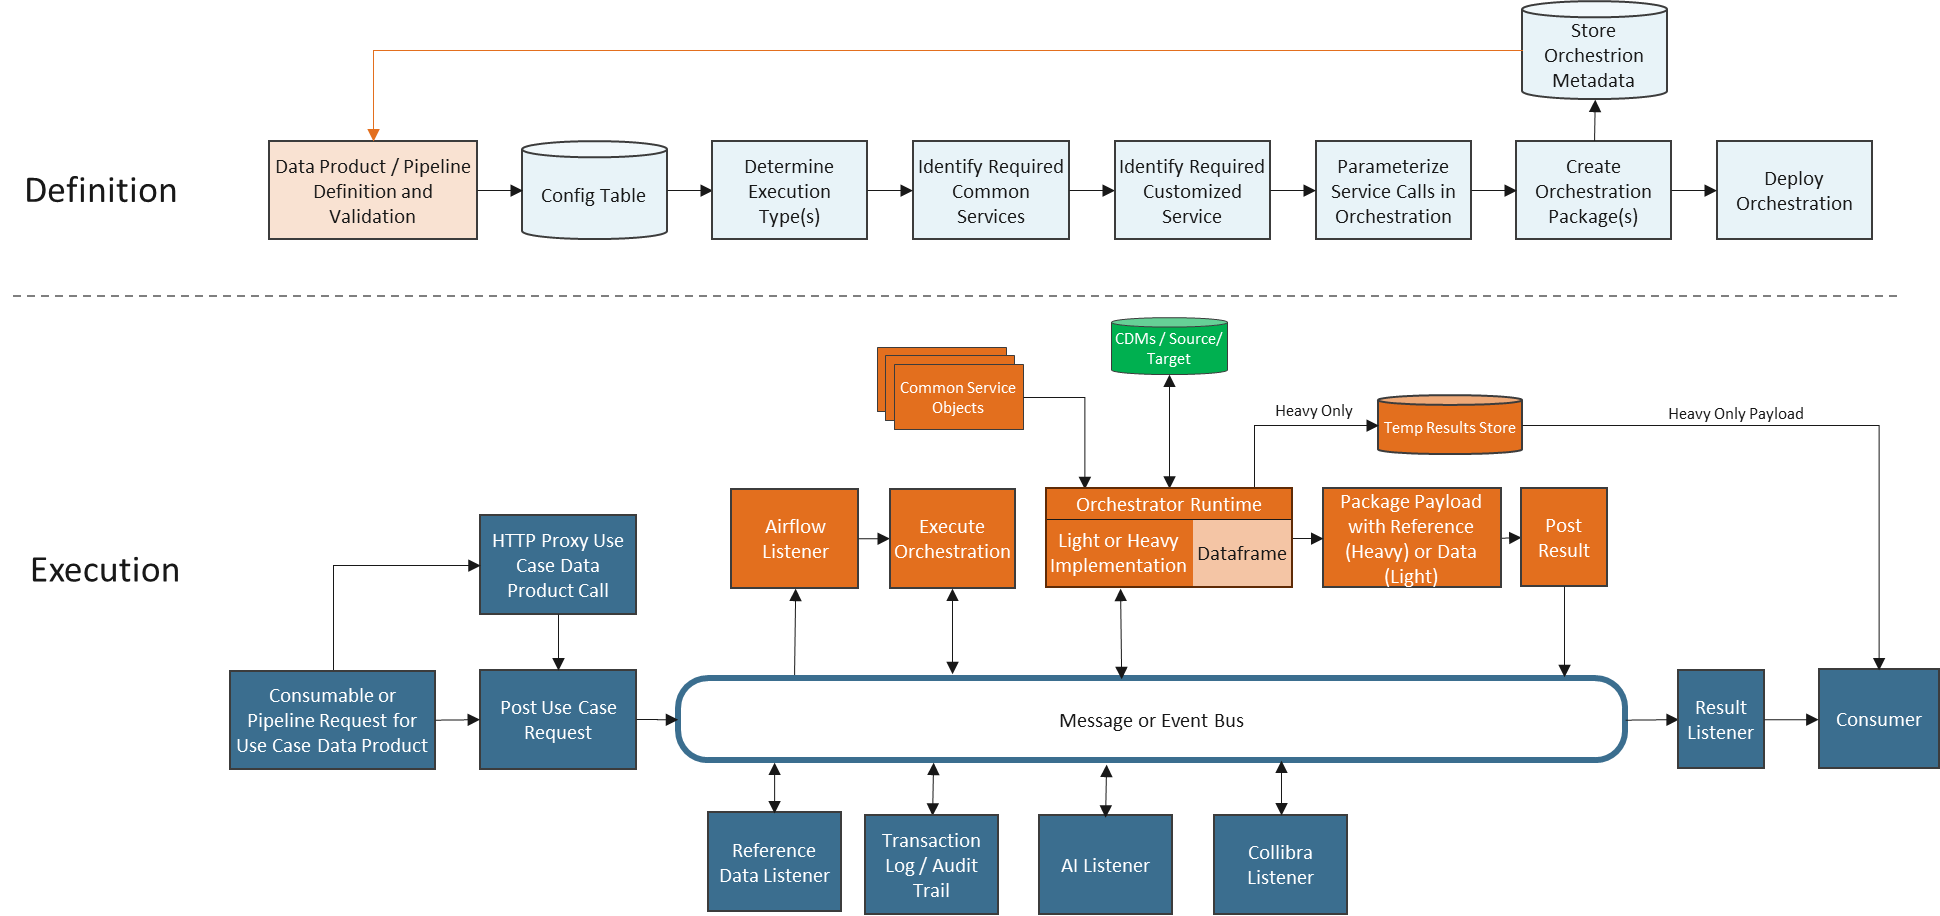 Store
Orchestrion
Metadata
Definition
Data Product / Pipeline
Definition and
Validation
Config Table
Determine
Execution
Type(s)
Identify Required
Common
Services
Identify Required
Customized
Service
Parameterize
Service Calls in
Orchestration
Create
Orchestration
Package(s)
Deploy
Orchestration
CDMs / Source/
Target
Common Service
Objects
Heavy Only
Temp Results Store
Heavy Only Payload
Execution
HTTP Proxy Use
Case Data
Product Call
Airflow
Listener
Execute
Orchestration
Orchestrator Runtime
Light or Heavy
Implementation
Dataframe
Package Payload
with Reference
(Heavy) or Data
(Light)
Post
Result
Consumable or
Pipeline Request for
Use Case Data Product
Post Use Case
Request
Message or Event Bus
Result
Listener
Consumer
Reference
Data Listener
Transaction
Log / Audit
Trail
AI Listener
Collibra
Listener